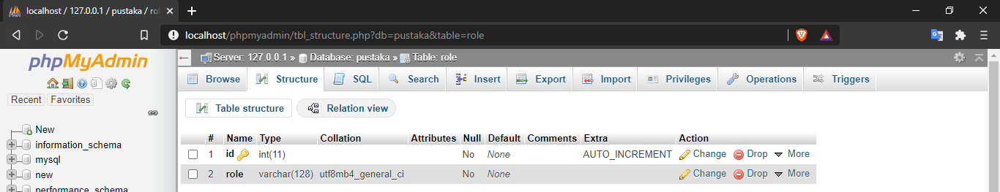 localhost / 127.0.0.1 / pustaka / rol
localhost/phpmyadmin/tbl_structure.php?db=pustaka&table=role
phpMyAdmin
Recent Favorites
New
information_schema
mysql
new
performance_schema
Server: 127.0.0.1 » Database: pustaka » Table: role
Browse Structure SQL Search Insert Export Import Privileges Operations Triggers
Table structure Relation view
# Name Type Collation Attributes Null Default Comments Extra Action
1 id int(11) No None AUTO_INCREMENT Change Drop More
2 role varchar(128) utf8mb4_general_ci No None Change Drop More